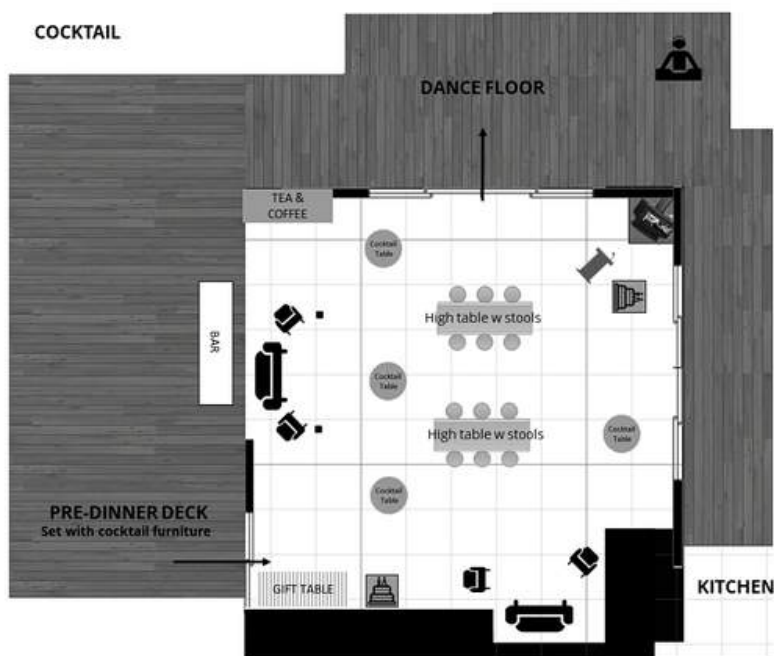 COCKTAIL
DANCE FLOOR
TEA &
COFFEE
Cocktail
Table
High table w stools
BAR
Cocktail
Table
High table w stools
Cocktail
Table
Cocktail
Table
PRE-DINNER DECK
Set with cocktail furniture
GIFT TABLE
KITCHEN